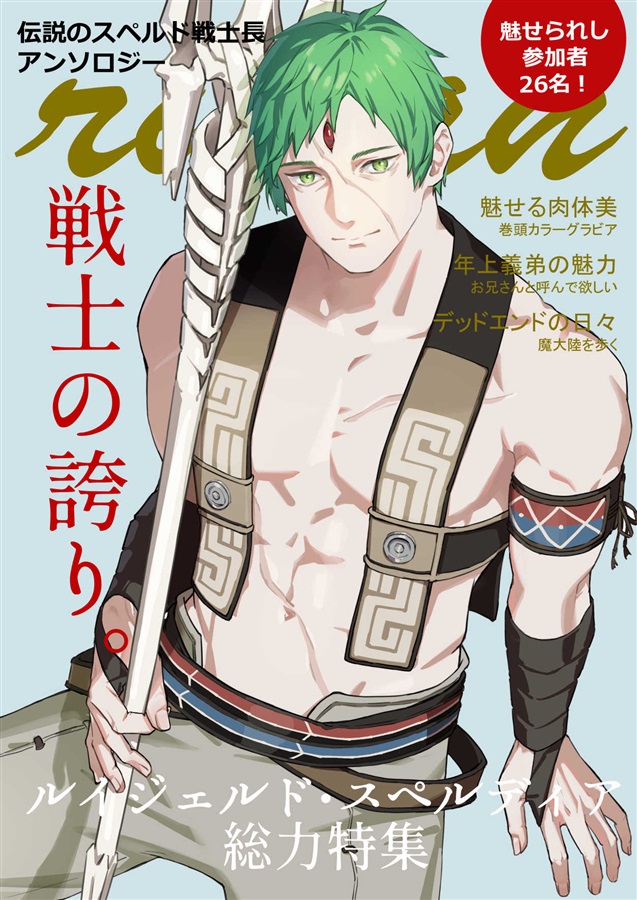 伝説のスペルド戦士長
アンソロジー
魅せられし
参加者
26名！
戦士の誇り。
魅せる肉体美
巻頭カラーグラビア
年上義弟の魅力
お兄さんと呼んで欲しい
デッドエンドの日々
魔大陸を歩く
ルイジェルド・スペルディア
総力特集